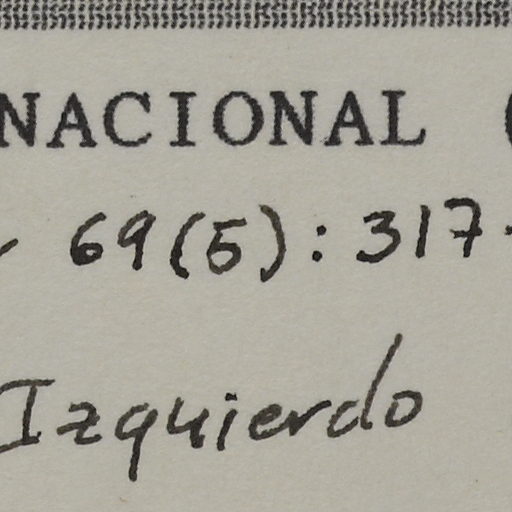 NACIONAL (
69(5): 317-
Izquierdo